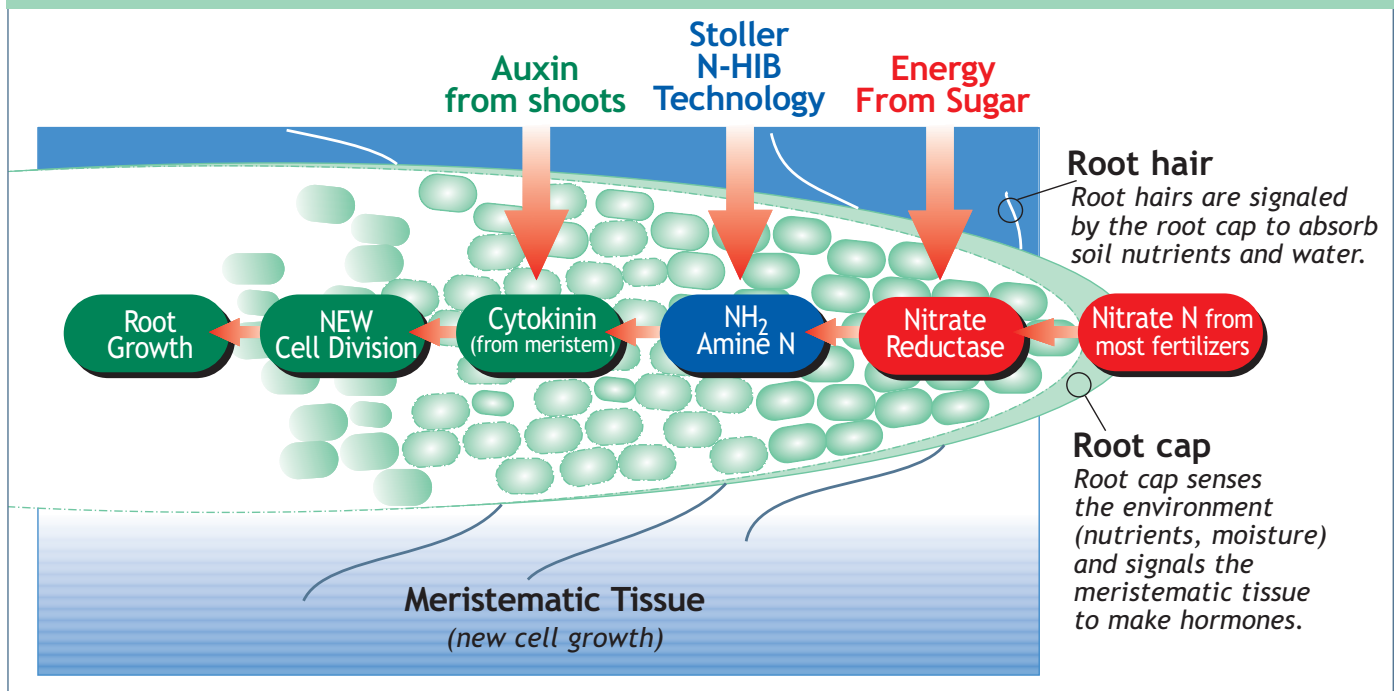 Auxin
from shoots
Stoller
N-HIB
Technology
Energy
From Sugar
Root hair
Root hairs are signaled
by the root cap to absorb
soil nutrients and water.
Root
Growth
NEW
Cell Division
Cytokinin
(from meristem)
NH₂
Amine N
Nitrate
Reductase
Nitrate N from
most fertilizers
Root cap
Root cap senses
the environment
(nutrients, moisture)
and signals the
meristematic tissue
to make hormones.
Meristematic Tissue
(new cell growth)